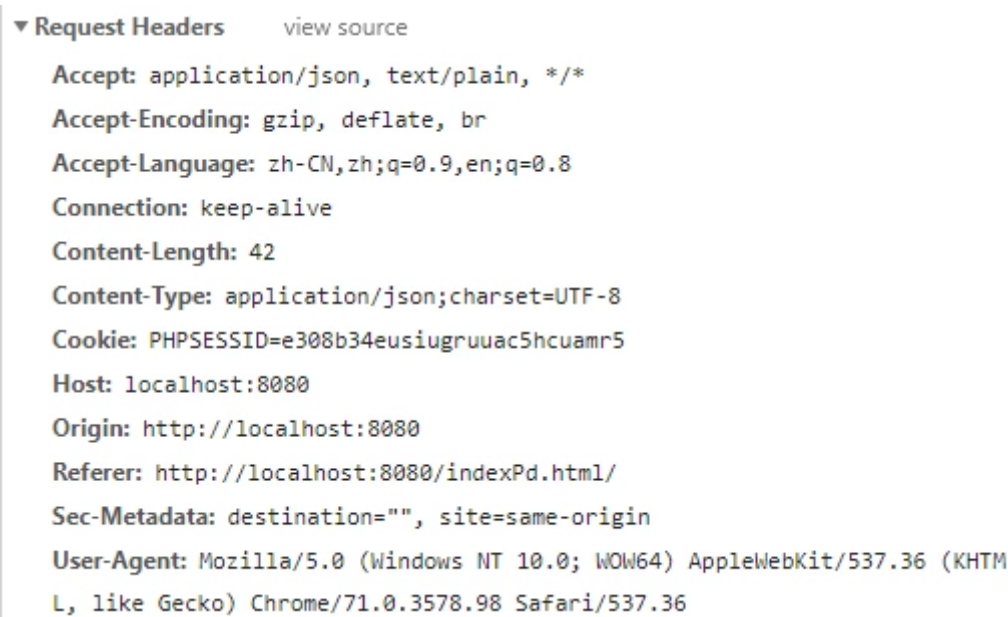 ▼ Request Headers view source
Accept: application/json, text/plain, */*
Accept-Encoding: gzip, deflate, br
Accept-Language: zh-CN,zh;q=0.9,en;q=0.8
Connection: keep-alive
Content-Length: 42
Content-Type: application/json;charset=UTF-8
Cookie: PHPSESSID=e308b34eusiugruuac5hcuamr5
Host: localhost:8080
Origin: http://localhost:8080
Referer: http://localhost:8080/indexPd.html/
Sec-Metadata: destination="", site=same-origin
User-Agent: Mozilla/5.0 (Windows NT 10.0; WOW64) AppleWebKit/537.36 (KHTM
L, like Gecko) Chrome/71.0.3578.98 Safari/537.36